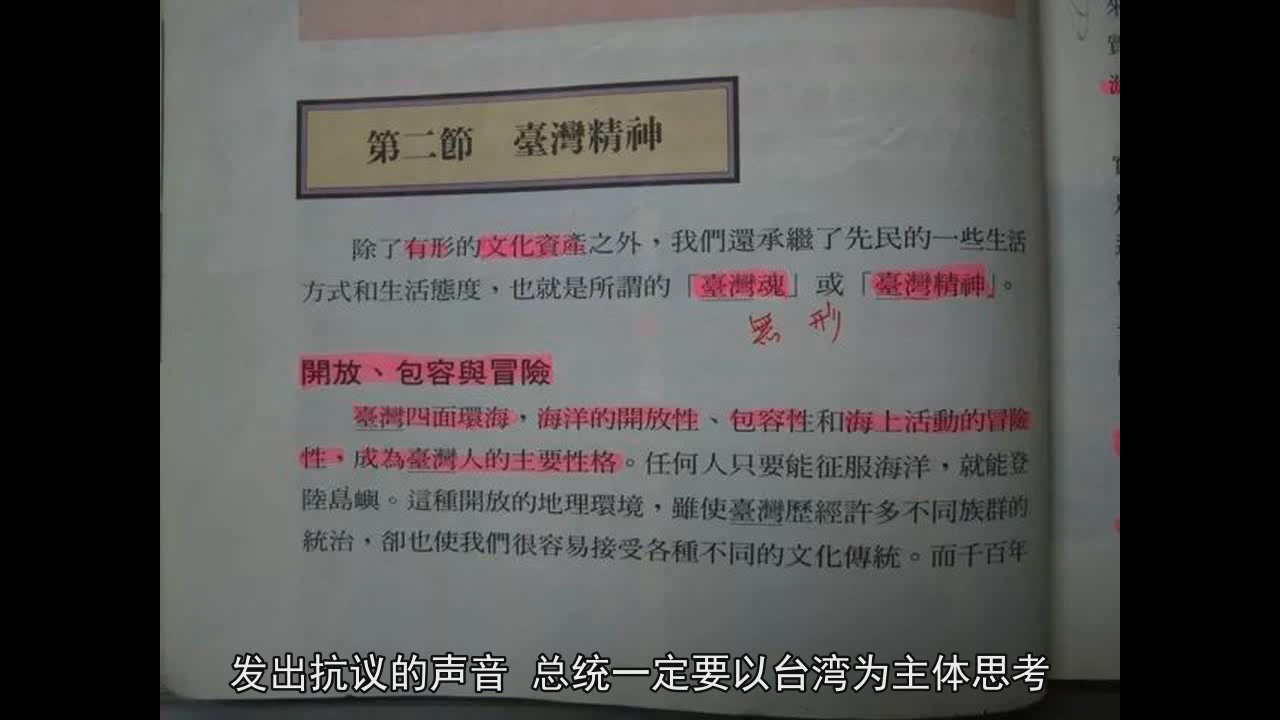 第二節 臺灣精神
除了有形的文化資產之外，我們還承繼了先民的一些生活
方式和生活態度，也就是所謂的「臺灣魂」或「臺灣精神」。
無形
開放、包容與冒險
臺灣四面環海，海洋的開放性、包容性和海上活動的冒險
性，成為臺灣人的主要性格。任何人只要能征服海洋，就能登
陸島嶼。這種開放的地理環境，雖使臺灣歷經許多不同族群的
統治，卻也使我們很容易接受各種不同的文化傳統。而千百年
发出抗议的声音 总统一定要以台湾为主体思考